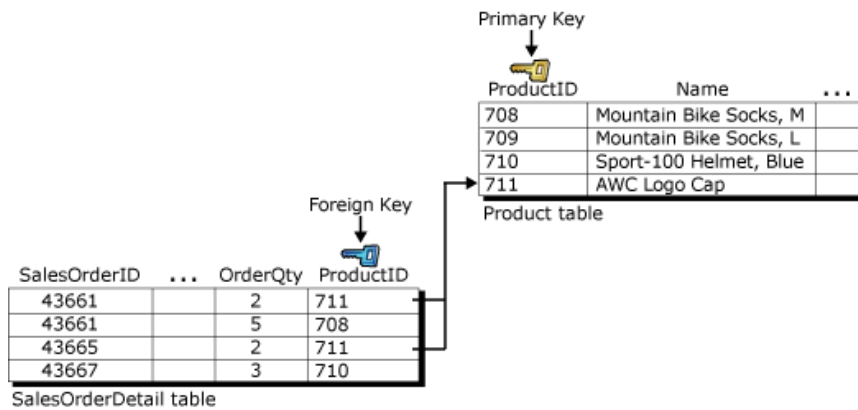 Primary Key
ProductID Name ...
708 Mountain Bike Socks, M
709 Mountain Bike Socks, L
710 Sport-100 Helmet, Blue
711 AWC Logo Cap
Product table
Foreign Key
SalesOrderID ... OrderQty ProductID
43661 2 711
43661 5 708
43665 2 711
43667 3 710
SalesOrderDetail table